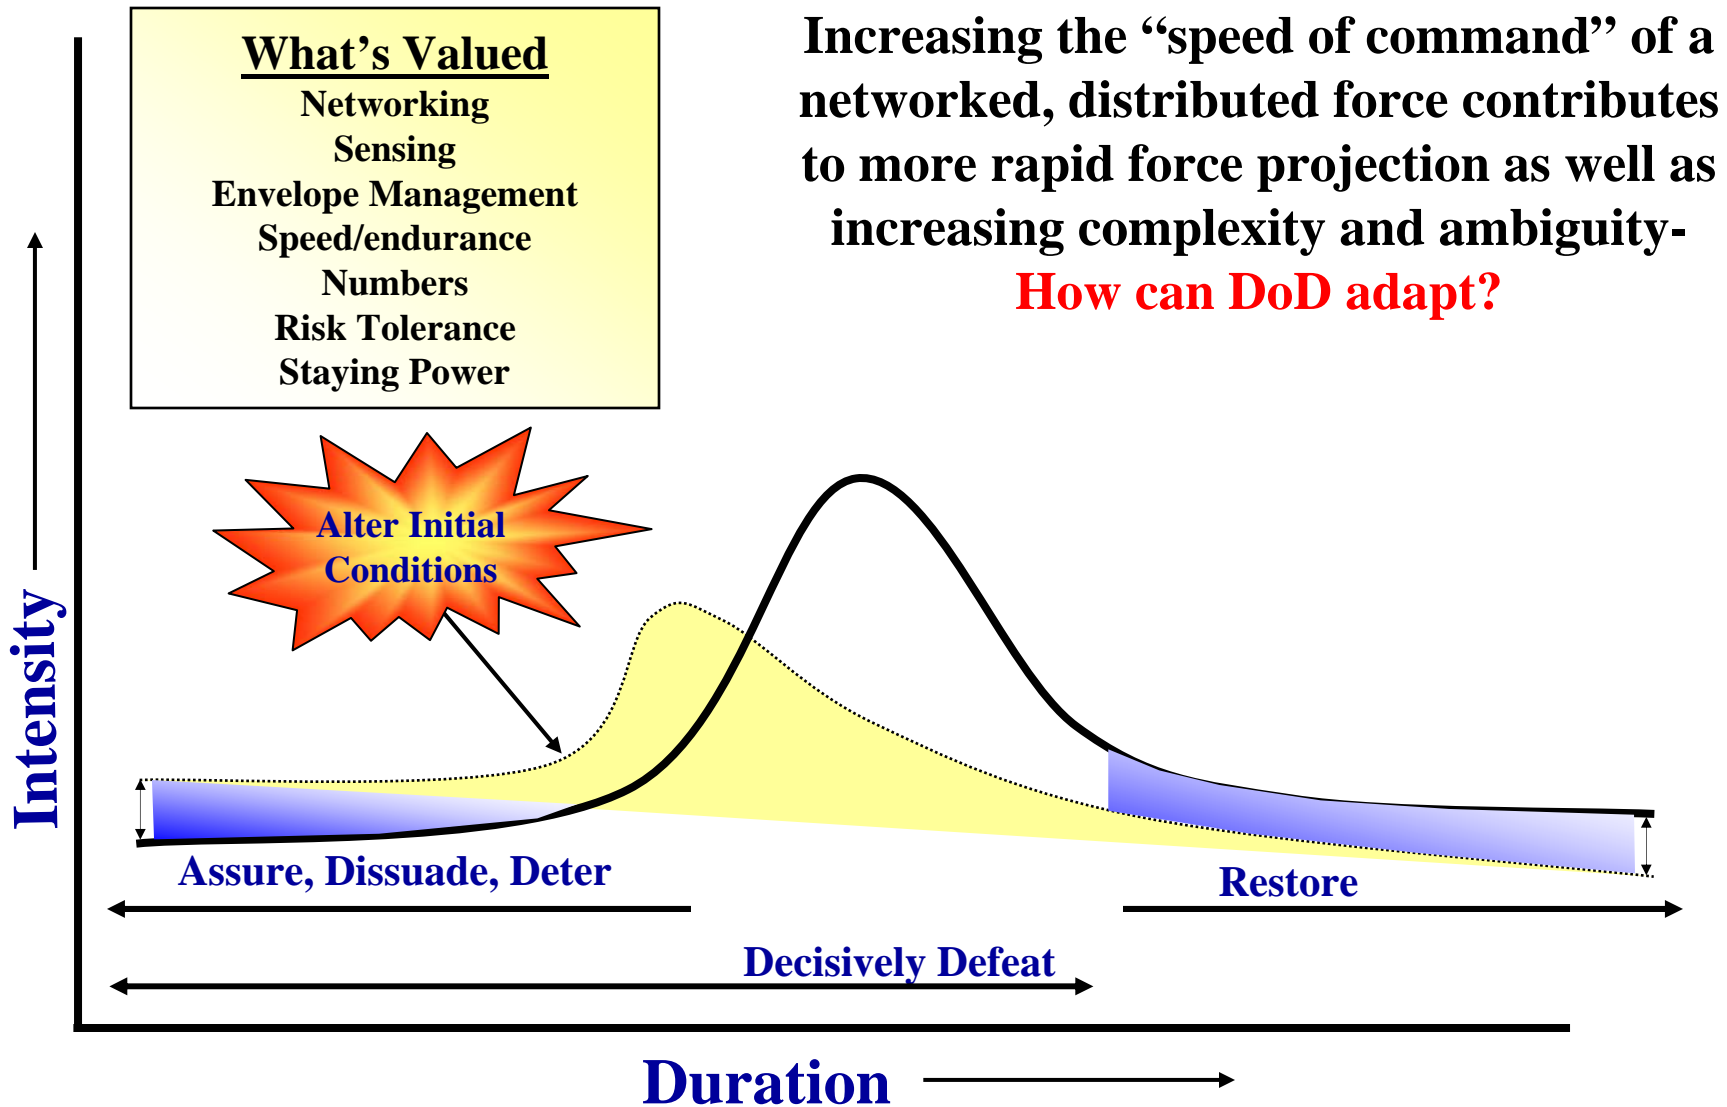 What's Valued
Networking
Sensing
Envelope Management
Speed/endurance
Numbers
Risk Tolerance
Staying Power
Increasing the “speed of command” of a
networked, distributed force contributes
to more rapid force projection as well as
increasing complexity and ambiguity-
How can DoD adapt?
Alter Initial
Conditions
Intensity
Assure, Dissuade, Deter
Restore
Decisively Defeat
Duration